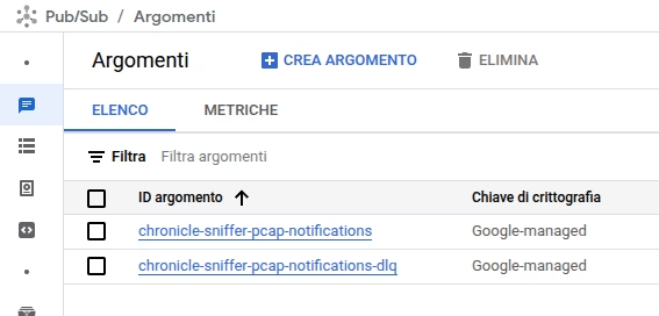 Pub/Sub / Argomenti
Argomenti CREA ARGOMENTO ELIMINA
ELENCO METRICHE
Filtra Filtra argomenti
ID argomento Chiave di crittografia
chronicle-sniffer-pcap-notifications Google-managed
chronicle-sniffer-pcap-notifications-dlq Google-managed